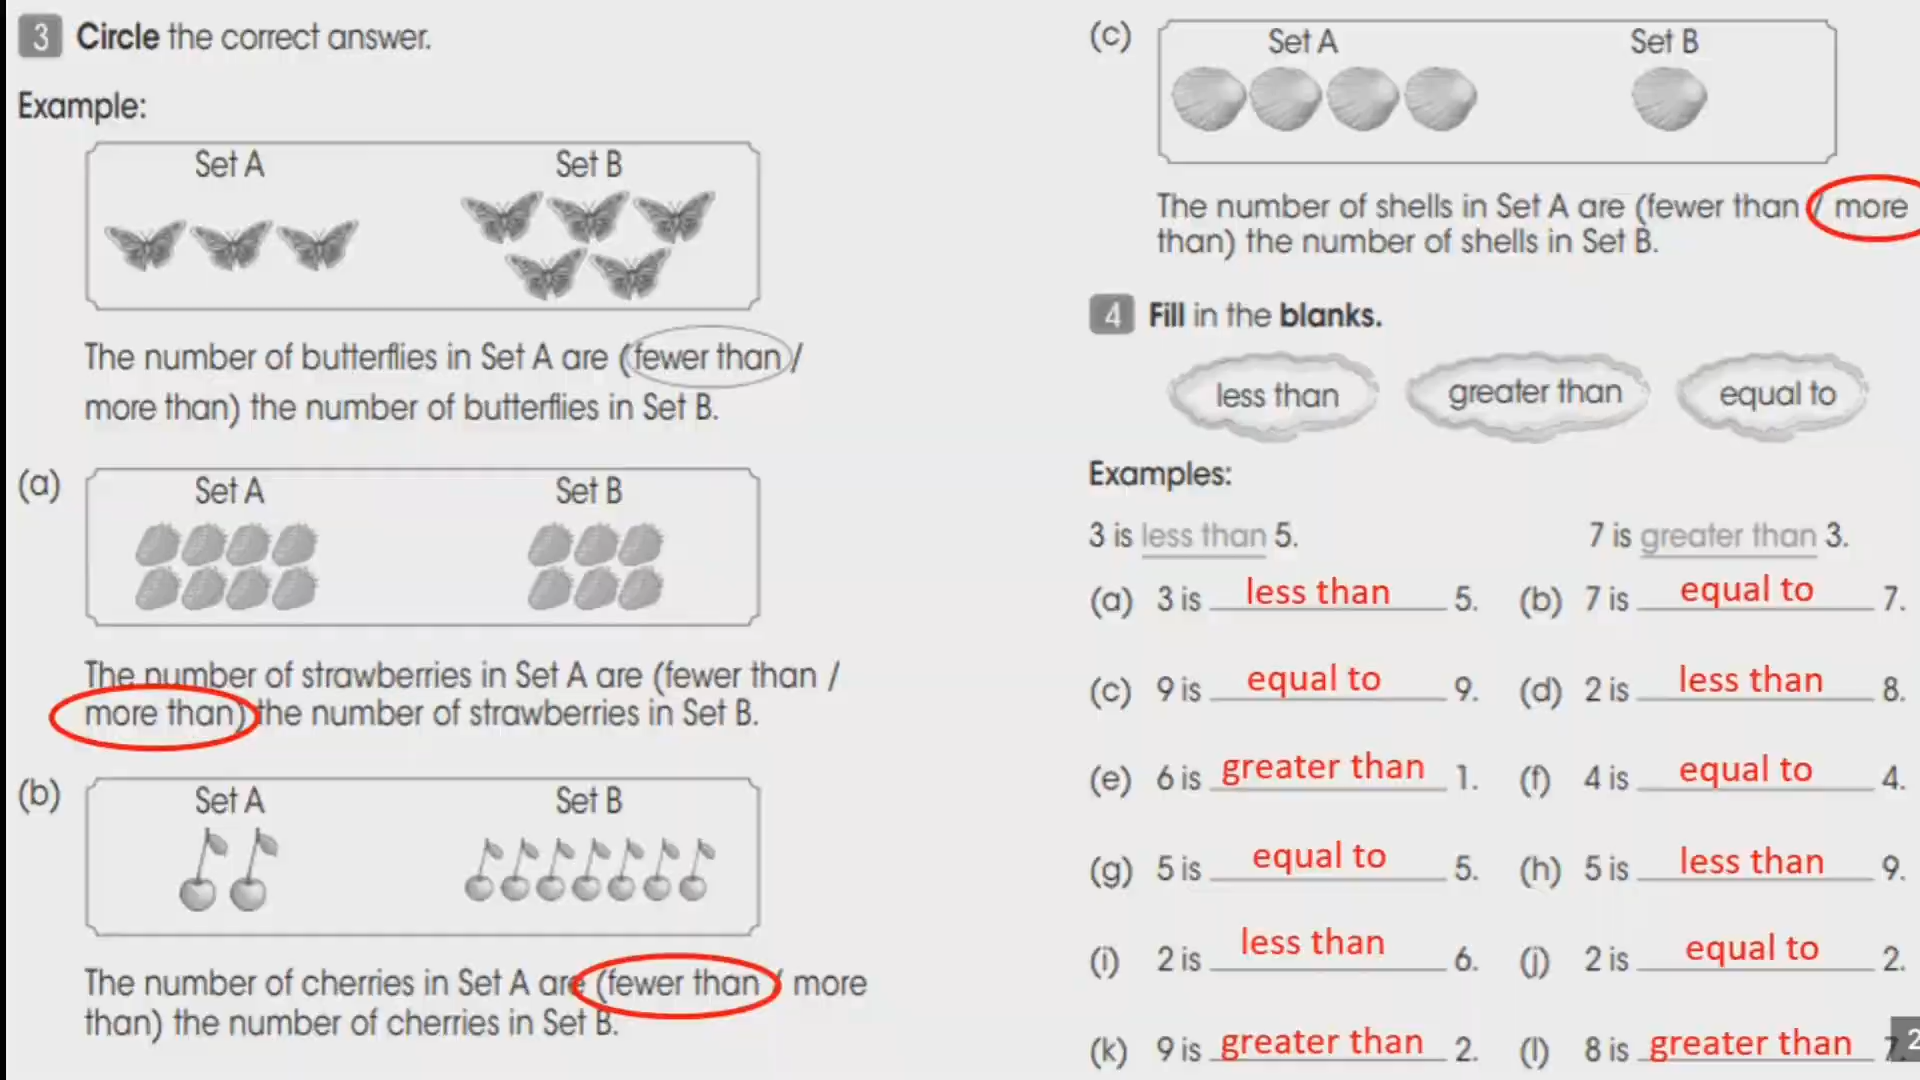 3 Circle the correct answer.
Example:
Set A Set B
The number of butterflies in Set A are (fewer than /
more than) the number of butterflies in Set B.
(a) Set A Set B
The number of strawberries in Set A are (fewer than /
more than) the number of strawberries in Set B.
(b) Set A Set B
The number of cherries in Set A are (fewer than / more
than) the number of cherries in Set B.
(c) Set A Set B
The number of shells in Set A are (fewer than / more
than) the number of shells in Set B.
4 Fill in the blanks.
less than greater than equal to
Examples:
3 is less than 5. 7 is greater than 3.
(a) 3 is less than 5. (b) 7 is equal to 7.
(c) 9 is equal to 9. (d) 2 is less than 8.
(e) 6 is greater than 1. (f) 4 is equal to 4.
(g) 5 is equal to 5. (h) 5 is less than 9.
(i) 2 is less than 6. (j) 2 is equal to 2.
(k) 9 is greater than 2. (l) 8 is greater than 7.
2